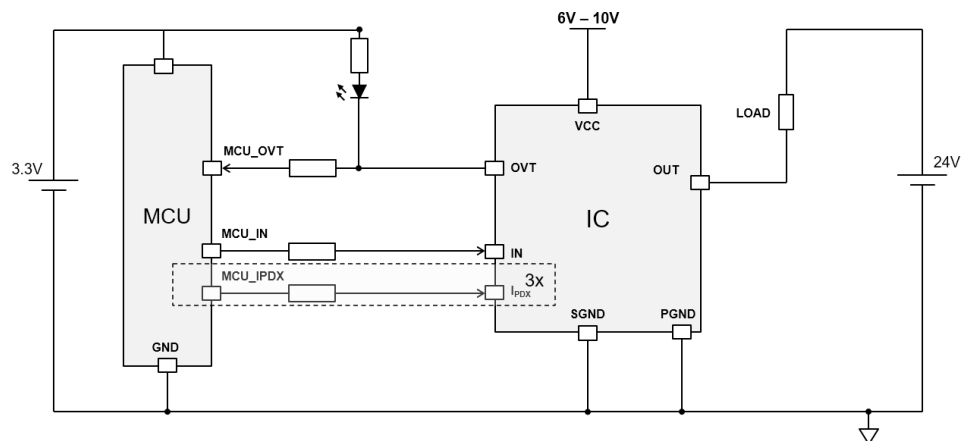 6V – 10V
VCC
LOAD
3.3V
MCU_OVT
OVT
OUT
24V
MCU
IC
MCU_IN
IN
MCU_IPDX
IPDX
3x
SGND
PGND
GND